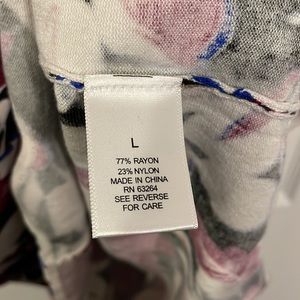 L
77% RAYON
23% NYLON
MADE IN CHINA
RN 63264
SEE REVERSE
FOR CARE